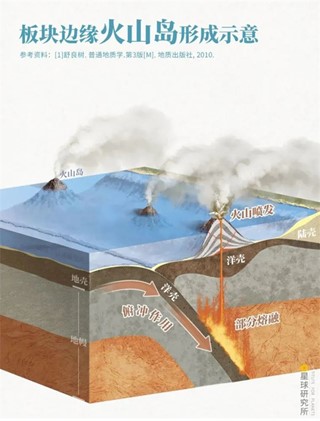 板块边缘火山岛形成示意
参考资料：[1]舒良树. 普通地质学.第3版[M]. 地质出版社, 2010.
火山岛
火山喷发
陆壳
洋壳
地壳
洋壳
俯冲作用
部分熔融
地幔
星球研究所